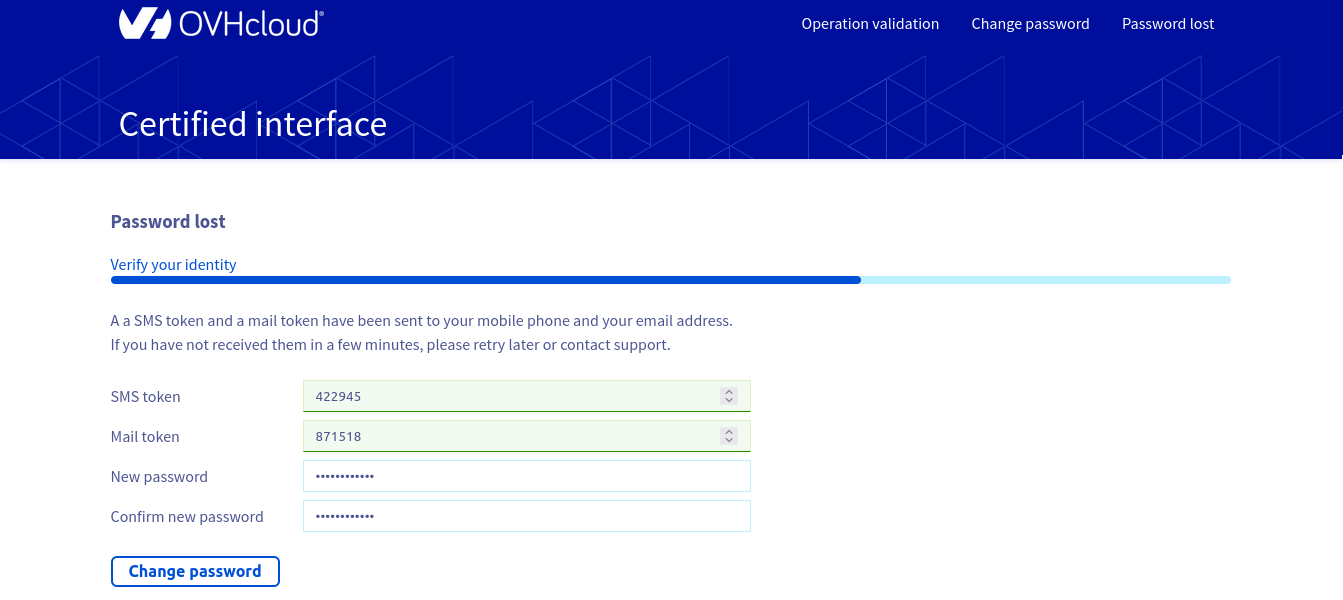 OVHcloud®
Operation validation Change password Password lost
Certified interface
Password lost
Verify your identity
A a SMS token and a mail token have been sent to your mobile phone and your email address.
If you have not received them in a few minutes, please retry later or contact support.
SMS token 422945
Mail token 871518
New password ••••••••••••
Confirm new password ••••••••••••
Change password